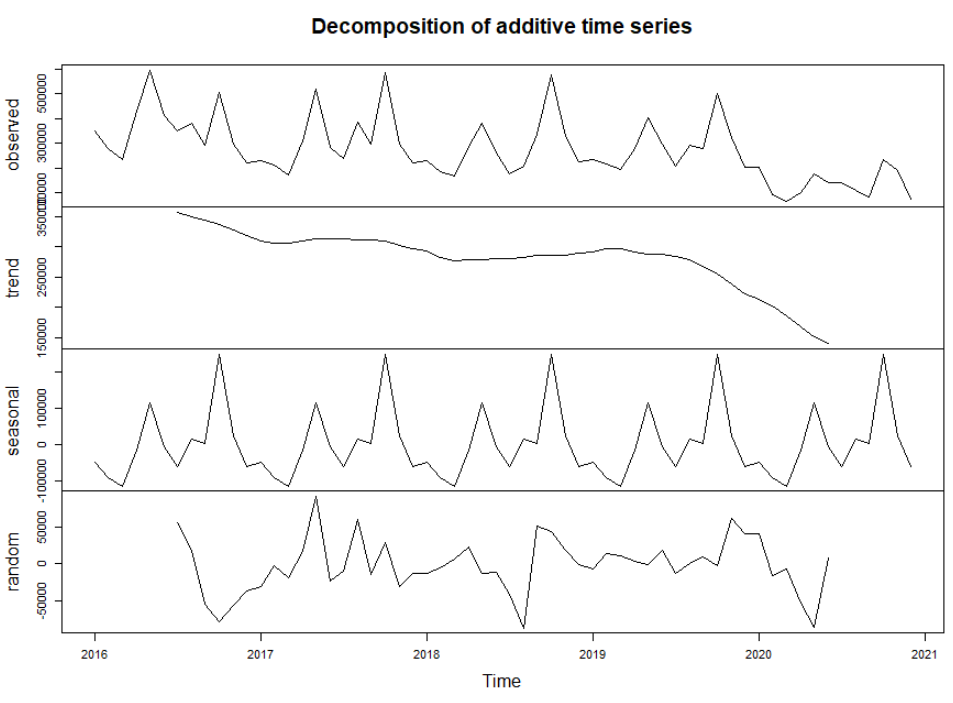 Decomposition of additive time series
observed
500000
300000
100000
trend
350000
250000
150000
seasonal
100000
0
-100000
random
50000
0
-50000
2016 2017 2018 2019 2020 2021
Time